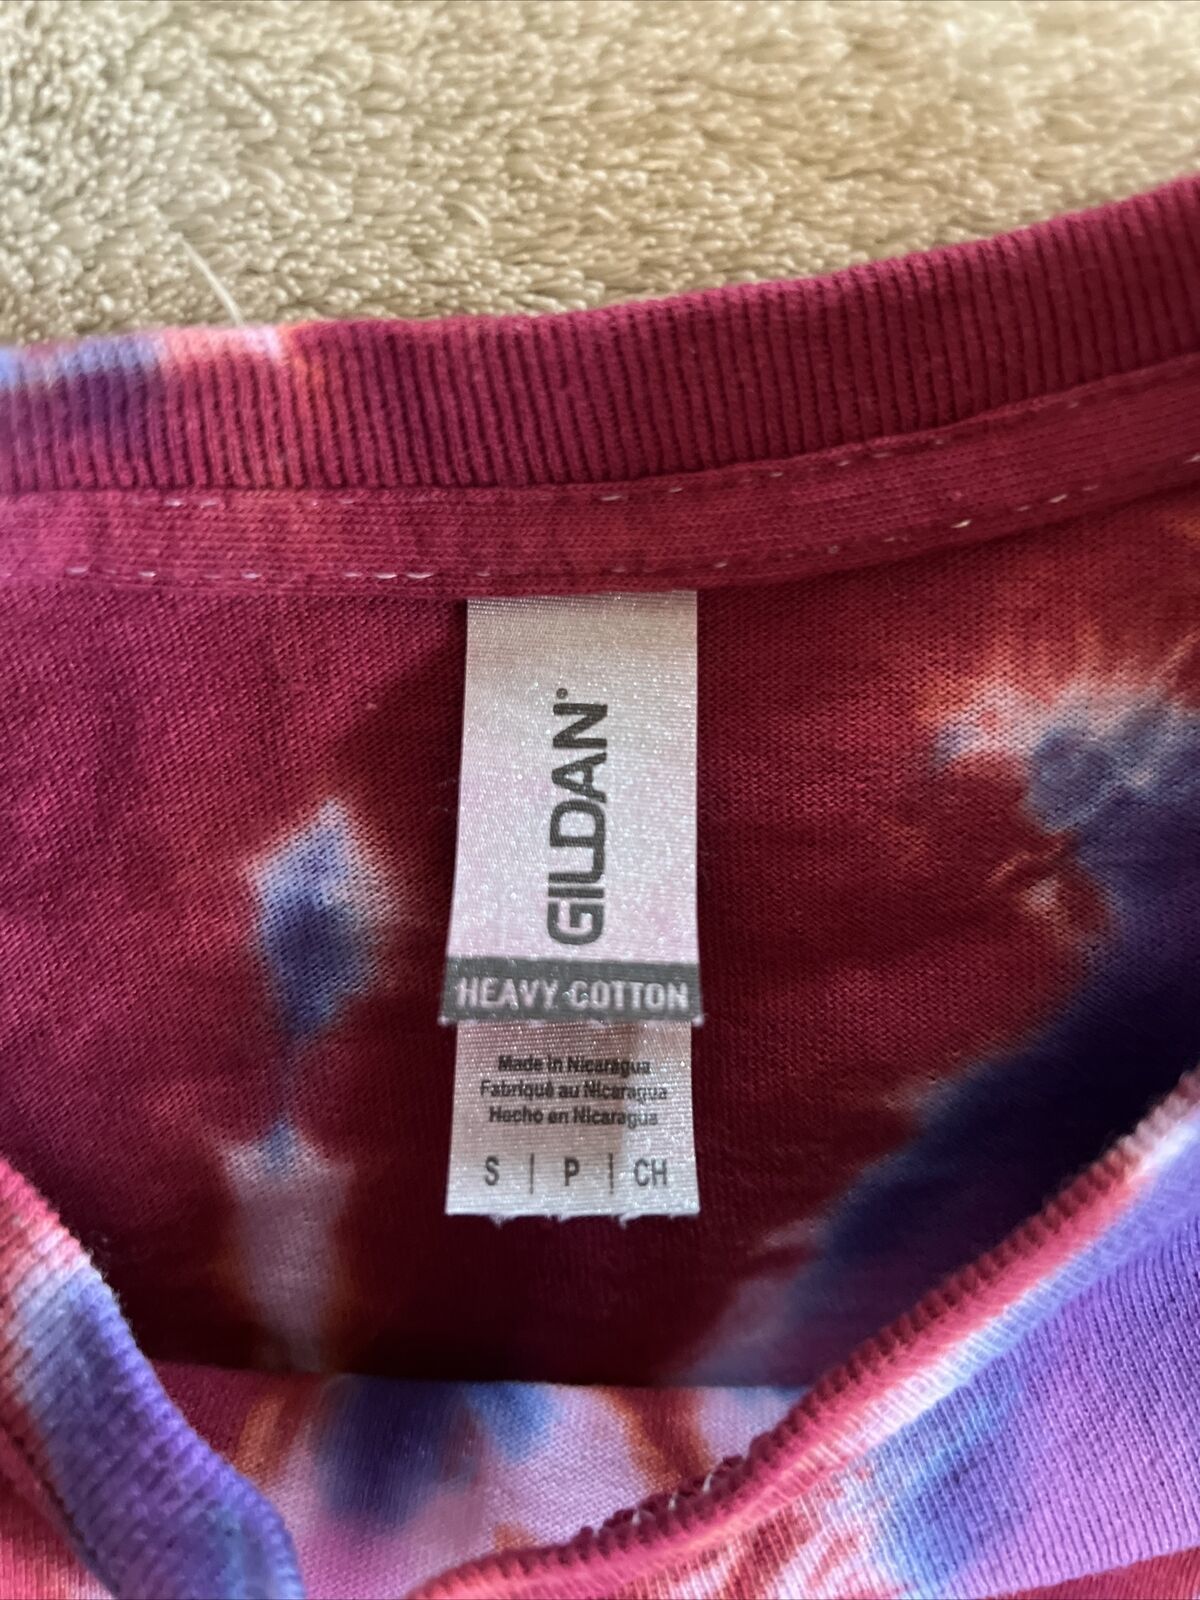 GILDAN®
HEAVY COTTON
Made in Nicaragua
Fabriqué au Nicaragua
Hecho en Nicaragua
S | P | CH